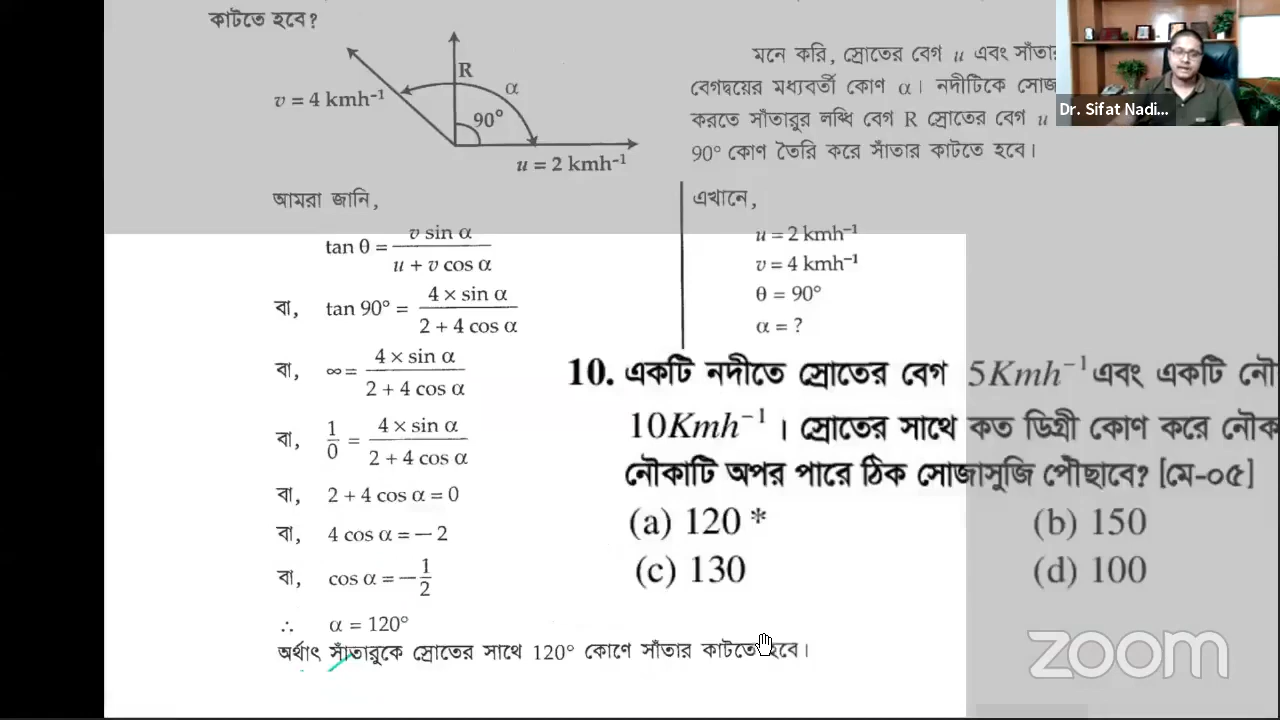 কাটতে হবে?
R
α
v = 4 kmh⁻¹
90°
u = 2 kmh⁻¹
মনে করি, স্রোতের বেগ u এবং
বেগদ্বয়ের মধ্যবর্তী কোণ α। নদীটিকে
করতে সাঁতারুর লব্ধি বেগ R স্রোতের বেগ u
90° কোণ তৈরি করে সাঁতার কাটতে হবে।
Dr. Sifat Nadi...
আমরা জানি,
tan θ = v sin α / u + v cos α
বা, tan 90° = 4 × sin α / 2 + 4 cos α
বা, ∞ = 4 × sin α / 2 + 4 cos α
বা, 1/0 = 4 × sin α / 2 + 4 cos α
বা, 2 + 4 cos α = 0
বা, 4 cos α = – 2
বা, cos α = – 1/2
∴ α = 120°
অর্থাৎ সাঁতারুকে স্রোতের সাথে 120° কোণে সাঁতার কাটতে হবে।
এখানে,
u = 2 kmh⁻¹
v = 4 kmh⁻¹
θ = 90°
α = ?
10. একটি নদীতে স্রোতের বেগ 5Kmh⁻¹ এবং একটি
10Kmh⁻¹। স্রোতের সাথে কত ডিগ্রী কোণ করে
নৌকাটি অপর পারে ঠিক সোজাসুজি পৌঁছাবে? [মে-০৫]
(a) 120 * (b) 150
(c) 130 (d) 100
zoom